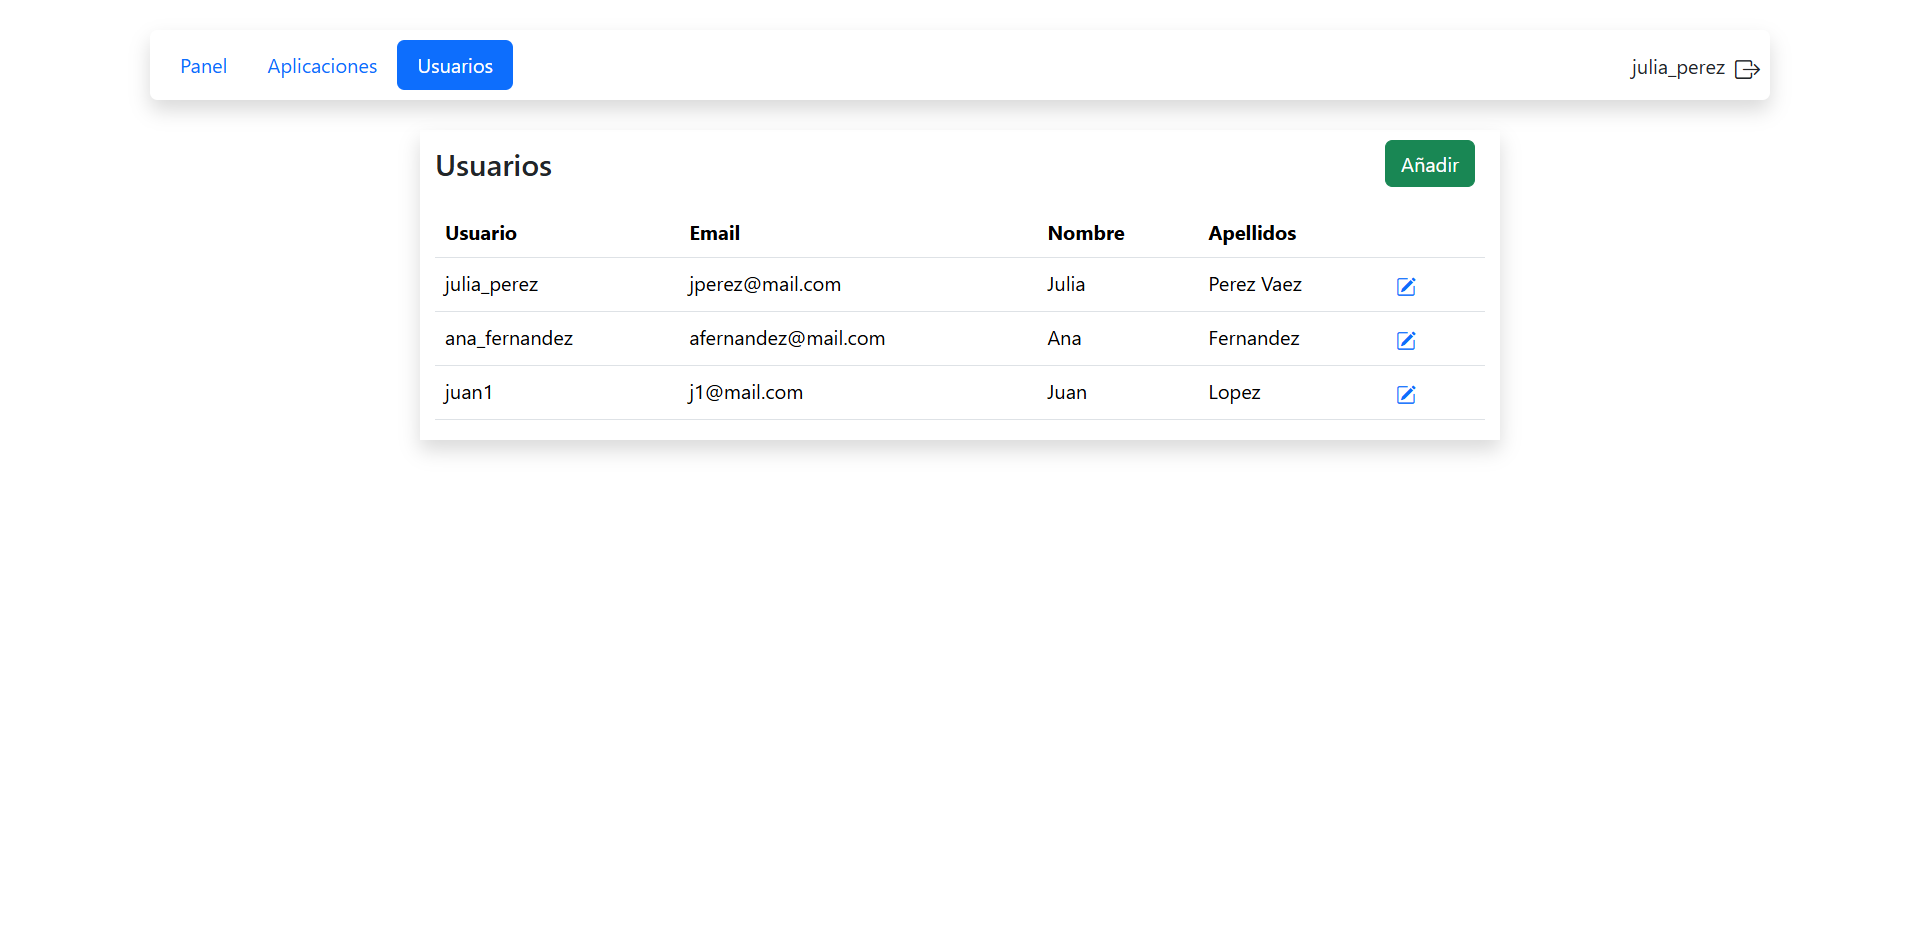 Panel Aplicaciones Usuarios julia_perez
Usuarios Añadir
Usuario Email Nombre Apellidos
julia_perez jperez@mail.com Julia Perez Vaez
ana_fernandez afernandez@mail.com Ana Fernandez
juan1 j1@mail.com Juan Lopez